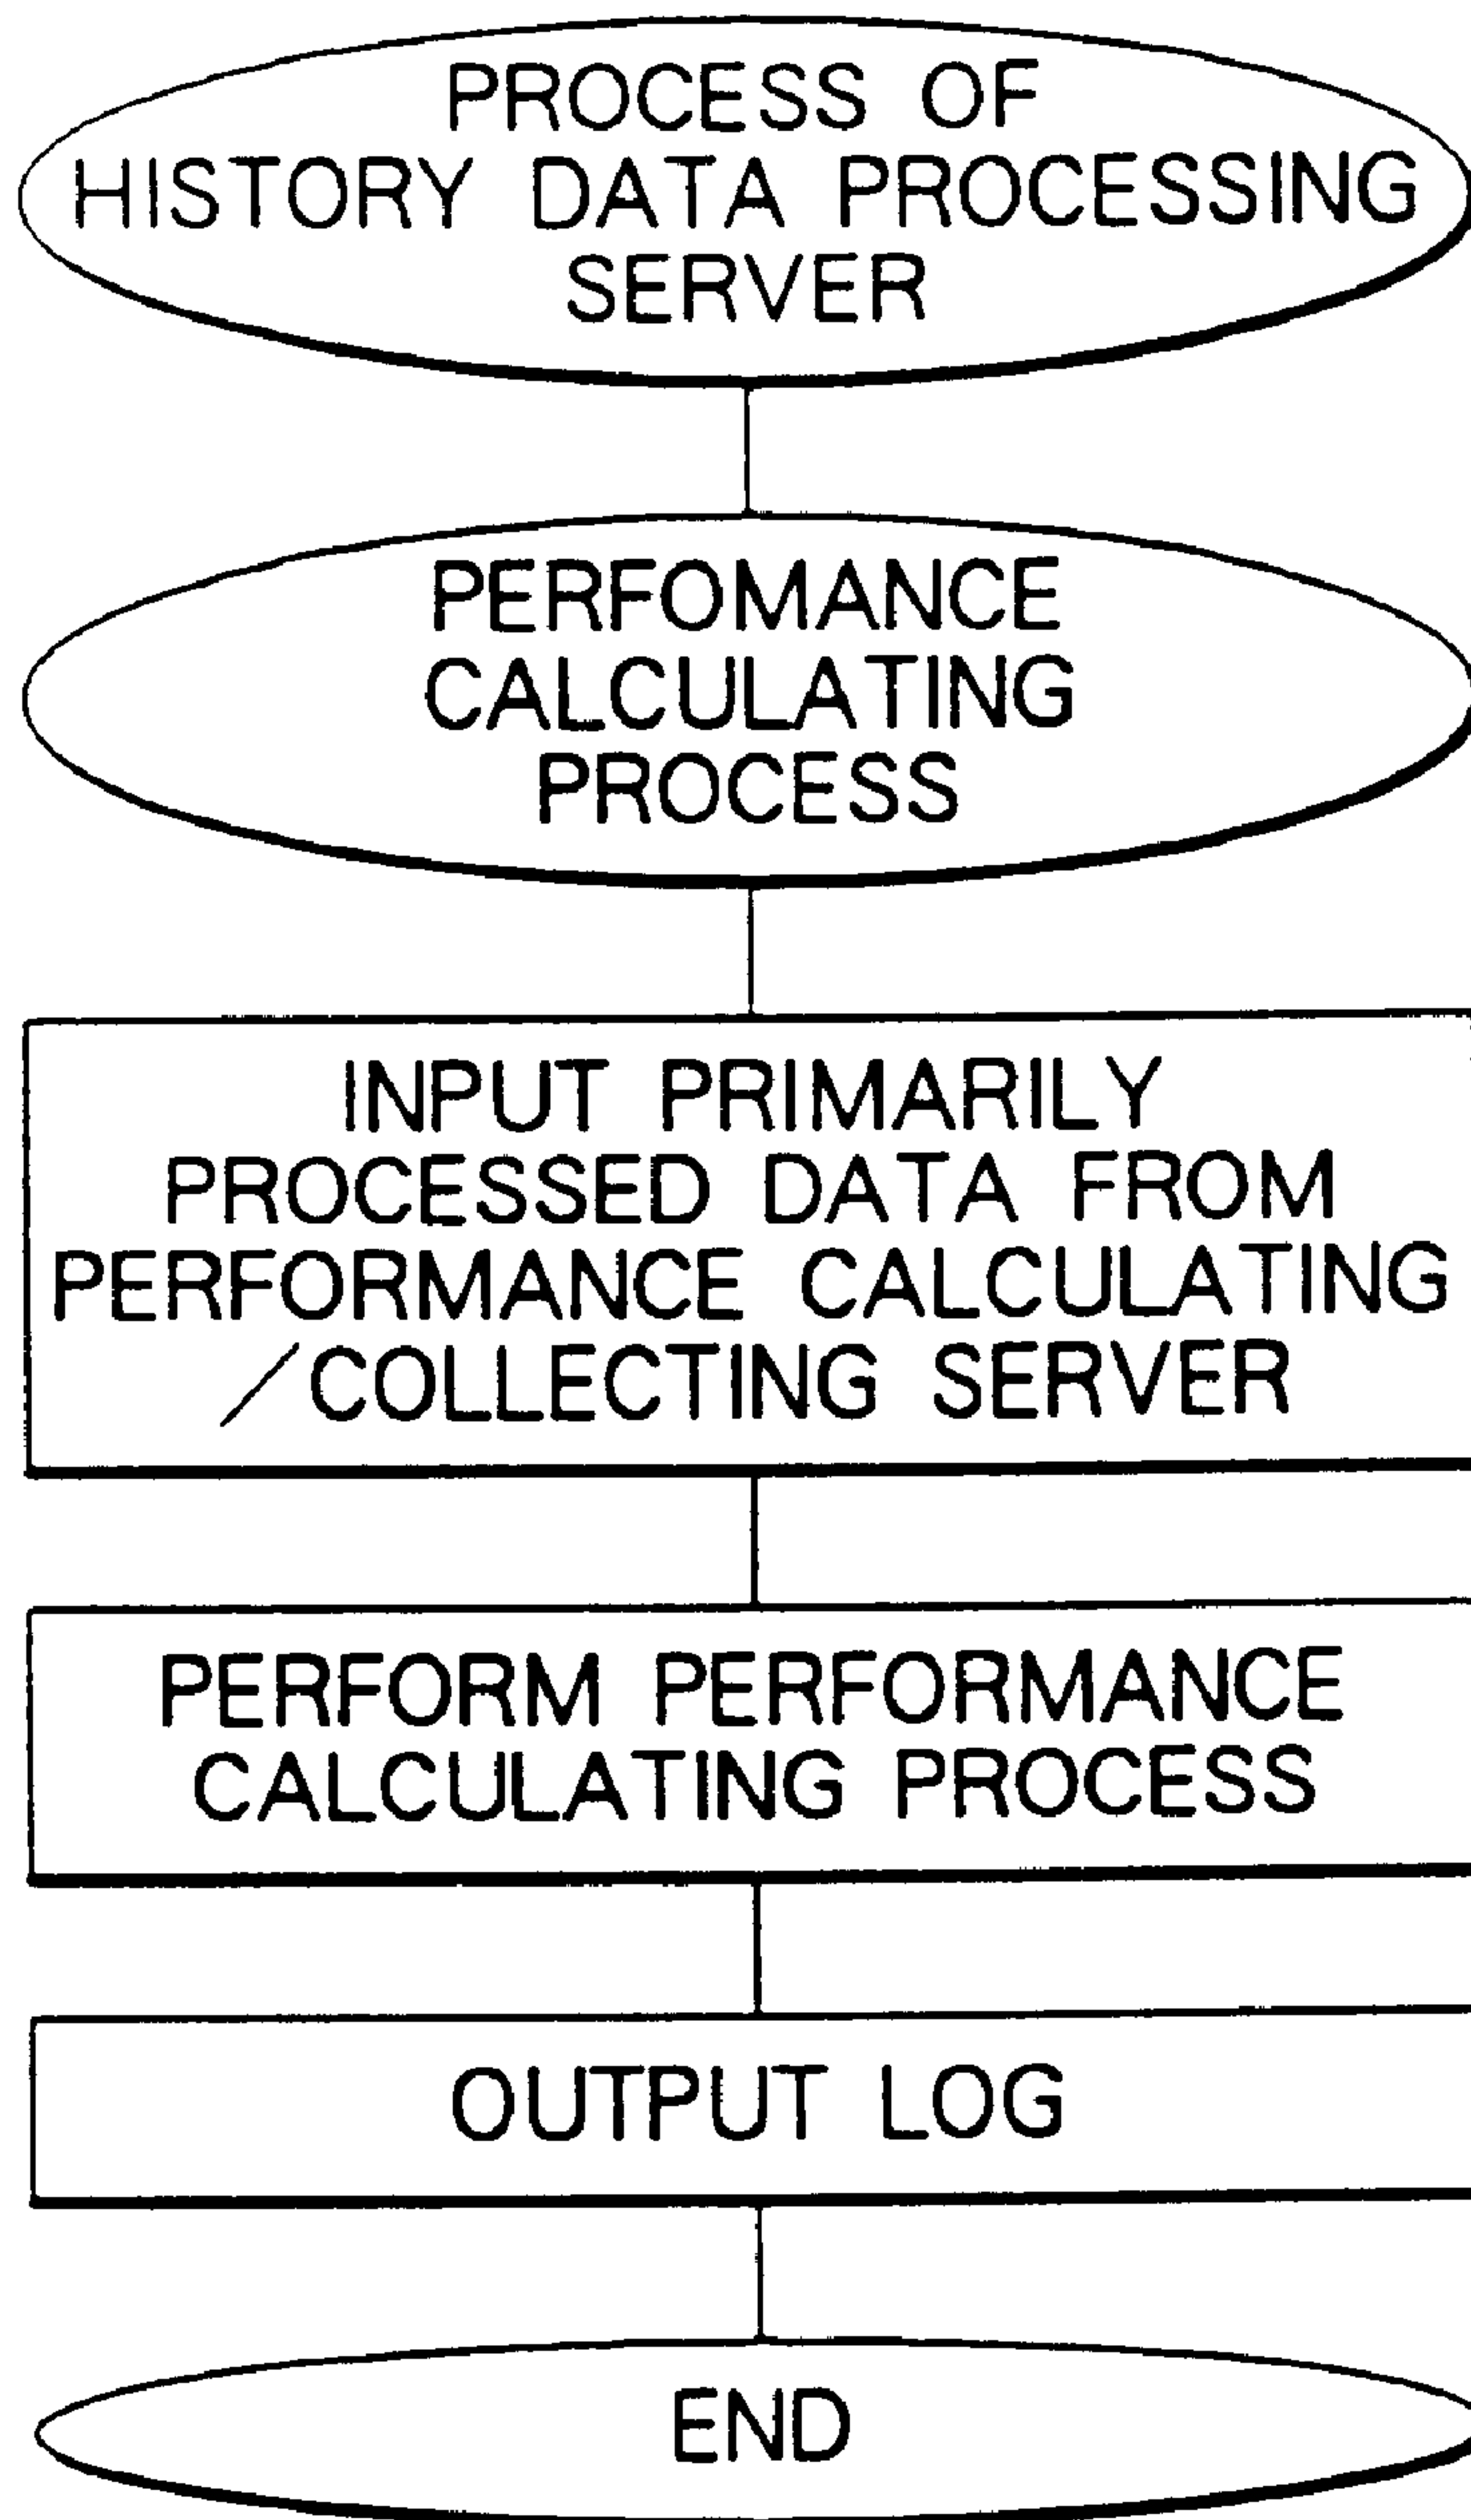 PROCESS OF
HISTORY DATA PROCESSING
SERVER
PERFOMANCE
CALCULATING
PROCESS
INPUT PRIMARILY
PROCESSED DATA FROM
PERFORMANCE CALCULATING
/COLLECTING SERVER
PERFORM PERFORMANCE
CALCULATING PROCESS
OUTPUT LOG
END